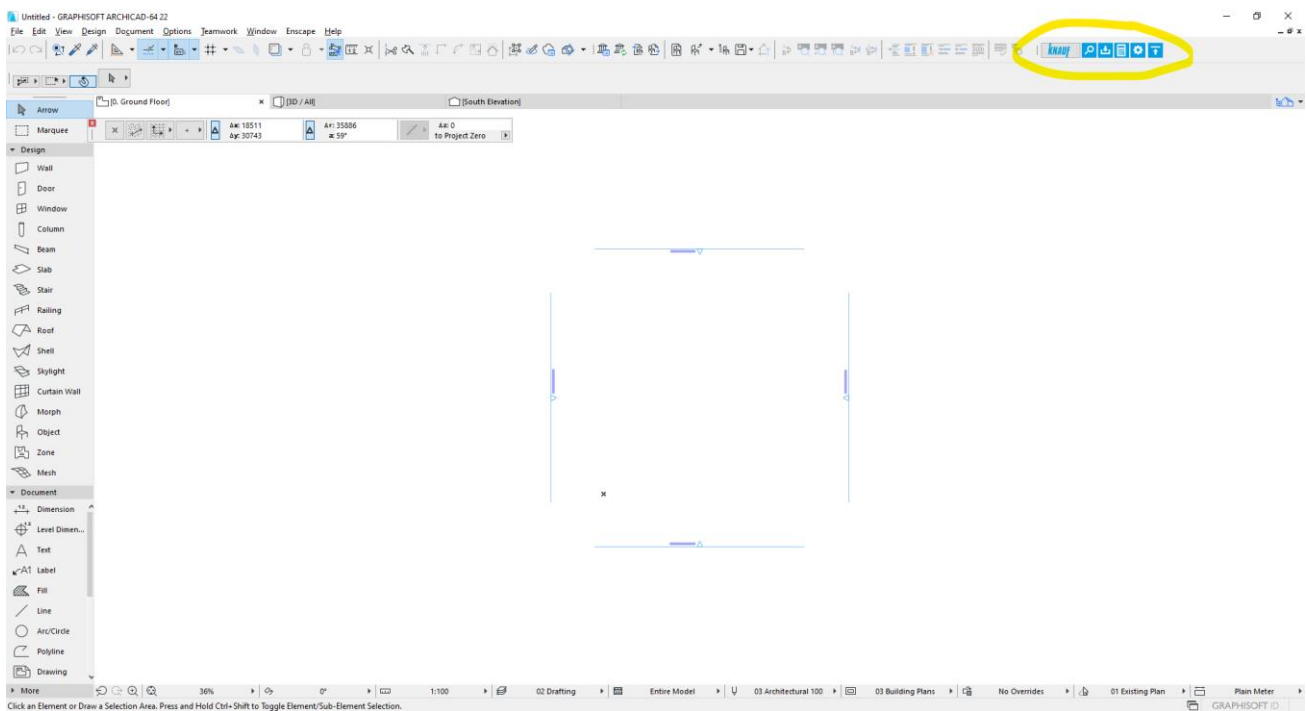 Untitled - GRAPHISOFT ARCHICAD-64 22
File Edit View Design Document Options Teamwork Window Enscape Help
KNAUF
[0. Ground Floor]
[3D / All]
[South Elevation]
Arrow
Marquee
Δx: 18511
Δy: 30743
Δr: 35886
a: 59°
Δz: 0
to Project Zero
Design
Wall
Door
Window
Column
Beam
Slab
Stair
Railing
Roof
Shell
Skylight
Curtain Wall
Morph
Object
Zone
Mesh
Document
Dimension
Level Dimen...
Text
A1 Label
Fill
Line
Arc/Circle
Polyline
Drawing
More
36% 0° 1:100 02 Drafting Entire Model 03 Architectural 100 03 Building Plans No Overrides 01 Existing Plan Plain Meter
Click an Element or Draw a Selection Area. Press and Hold Ctrl+Shift to Toggle Element/Sub-Element Selection.
GRAPHISOFT ID